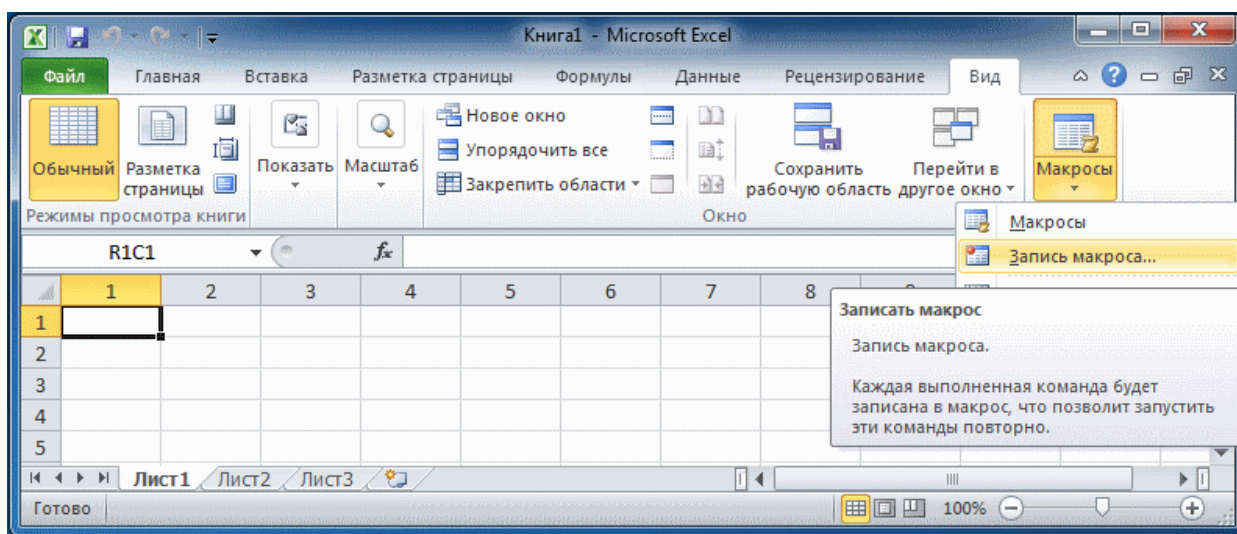 Книга1 - Microsoft Excel
Файл Главная Вставка Разметка страницы Формулы Данные Рецензирование Вид
Обычный Разметка страницы Показать Масштаб
Новое окно
Упорядочить все
Закрепить области
Сохранить рабочую область Перейти в другое окно Макросы
Режимы просмотра книги Окно
Макросы
Запись макроса...
R1C1 fx
1 2 3 4 5 6 7 8
1
2
3
4
5
Записать макрос
Запись макроса.
Каждая выполненная команда будет
записана в макрос, что позволит запустить
эти команды повторно.
Лист1 Лист2 Лист3
Готово 100%